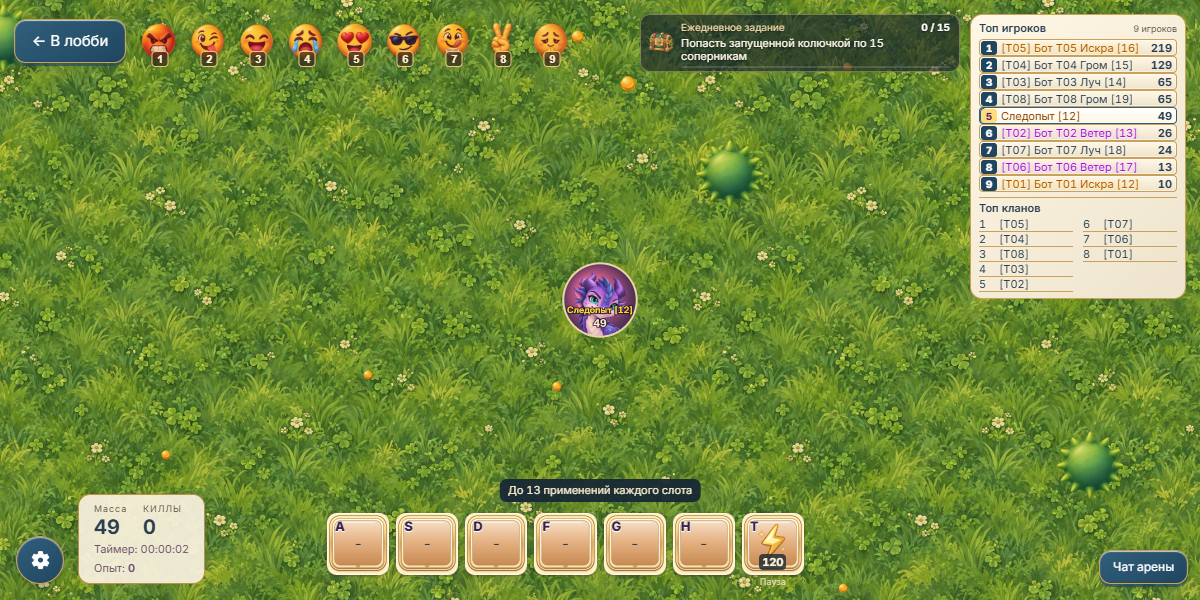 ← В лобби
1
2
3
4
5
6
7
8
9
Ежедневное задание 0 / 15
Попасть запущенной колючкой по 15
соперникам
Топ игроков 9 игроков
1 [T05] Бот T05 Искра [16] 219
2 [T04] Бот T04 Гром [15] 129
3 [T03] Бот T03 Луч [14] 65
4 [T08] Бот T08 Гром [19] 65
5 Следопыт [12] 49
6 [T02] Бот T02 Ветер [13] 26
7 [T07] Бот T07 Луч [18] 24
8 [T06] Бот T06 Ветер [17] 13
9 [T01] Бот T01 Искра [12] 10
Топ кланов
1 [T05]
2 [T04]
3 [T08]
4 [T03]
5 [T02]
6 [T07]
7 [T06]
8 [T01]
Следопыт [12]
49
До 13 применений каждого слота
Масса КИЛЛЫ
49 0
Таймер: 00:00:02
Опыт: 0
A
-
S
-
D
-
F
-
G
-
H
-
T
120
Пауза
Чат арены